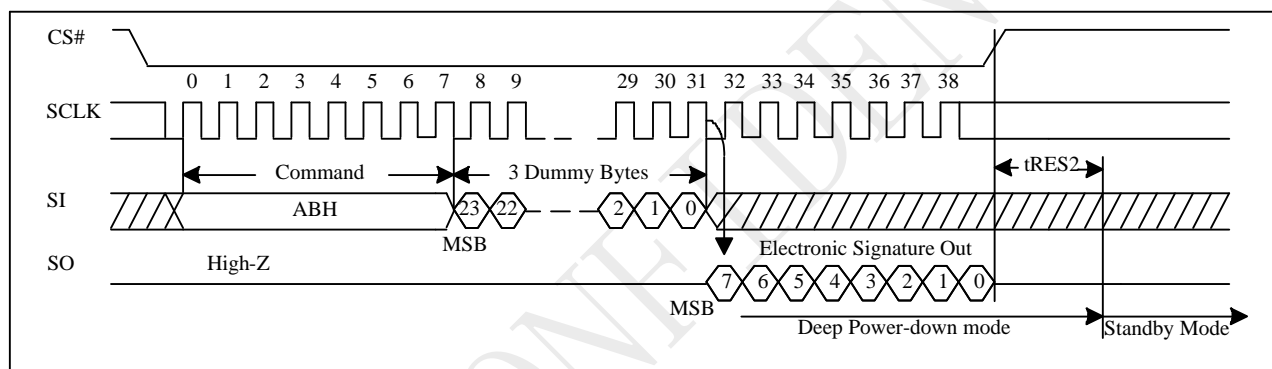 CS#
0 1 2 3 4 5 6 7 8 9 29 30 31 32 33 34 35 36 37 38
SCLK
Command 3 Dummy Bytes tRES2
SI ABH 23 22 2 1 0
MSB
SO High-Z Electronic Signature Out
7 6 5 4 3 2 1 0
MSB
Deep Power-down mode Standby Mode